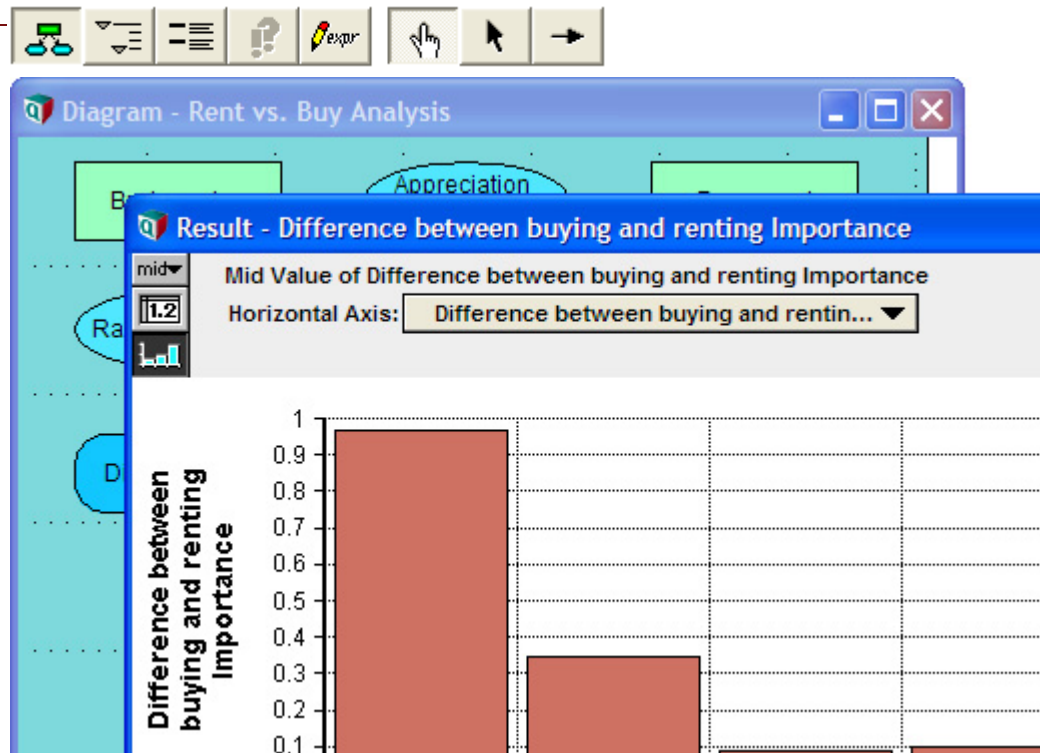 expr
Diagram - Rent vs. Buy Analysis
Appreciation
Result - Difference between buying and renting Importance
mid
Mid Value of Difference between buying and renting Importance
1.2
Horizontal Axis: Difference between buying and rentin...
Ra
D
Difference between
buying and renting
Importance
1
0.9
0.8
0.7
0.6
0.5
0.4
0.3
0.2
0.1